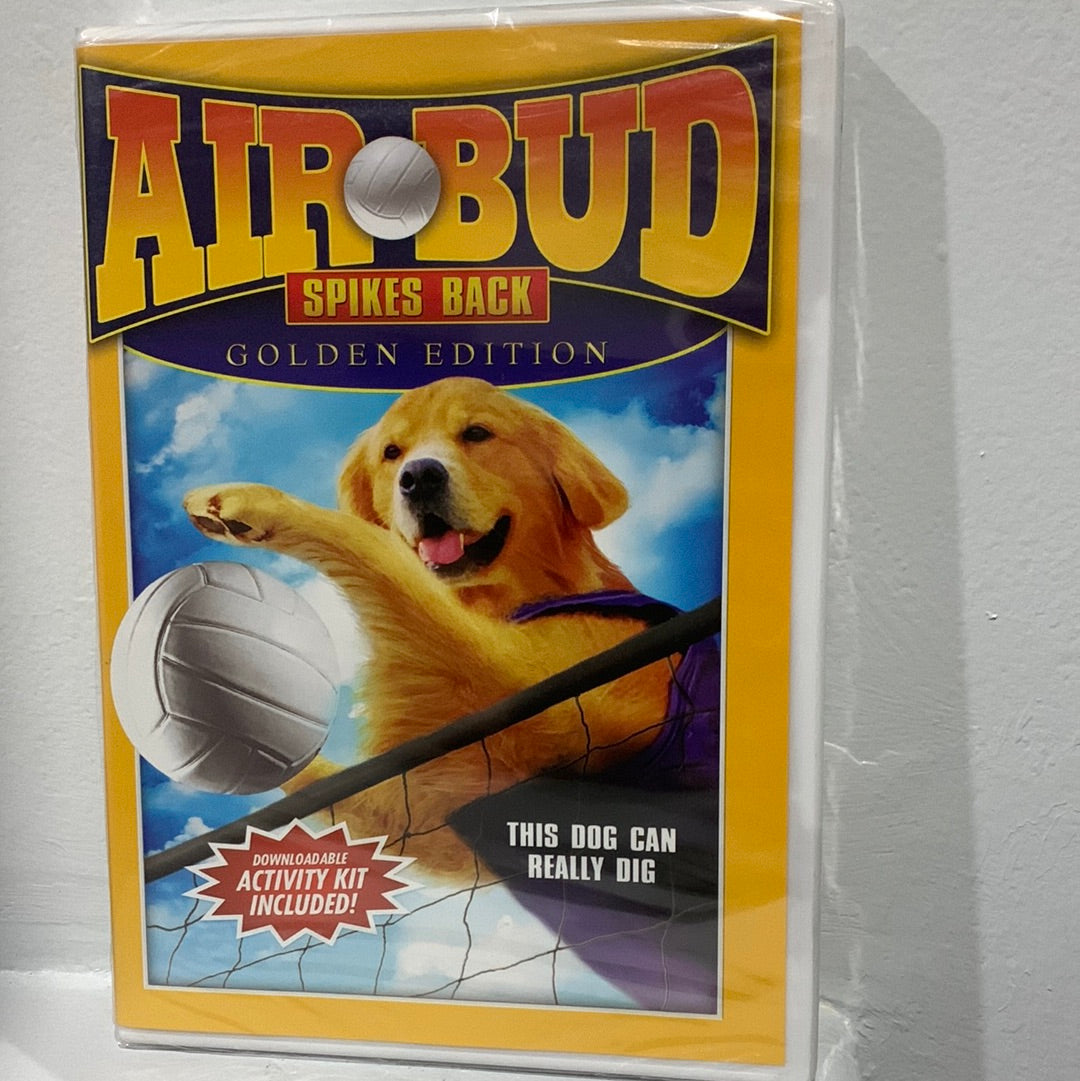 AIR BUD
SPIKES BACK
GOLDEN EDITION
THIS DOG CAN
REALLY DIG
DOWNLOADABLE
ACTIVITY KIT
INCLUDED!